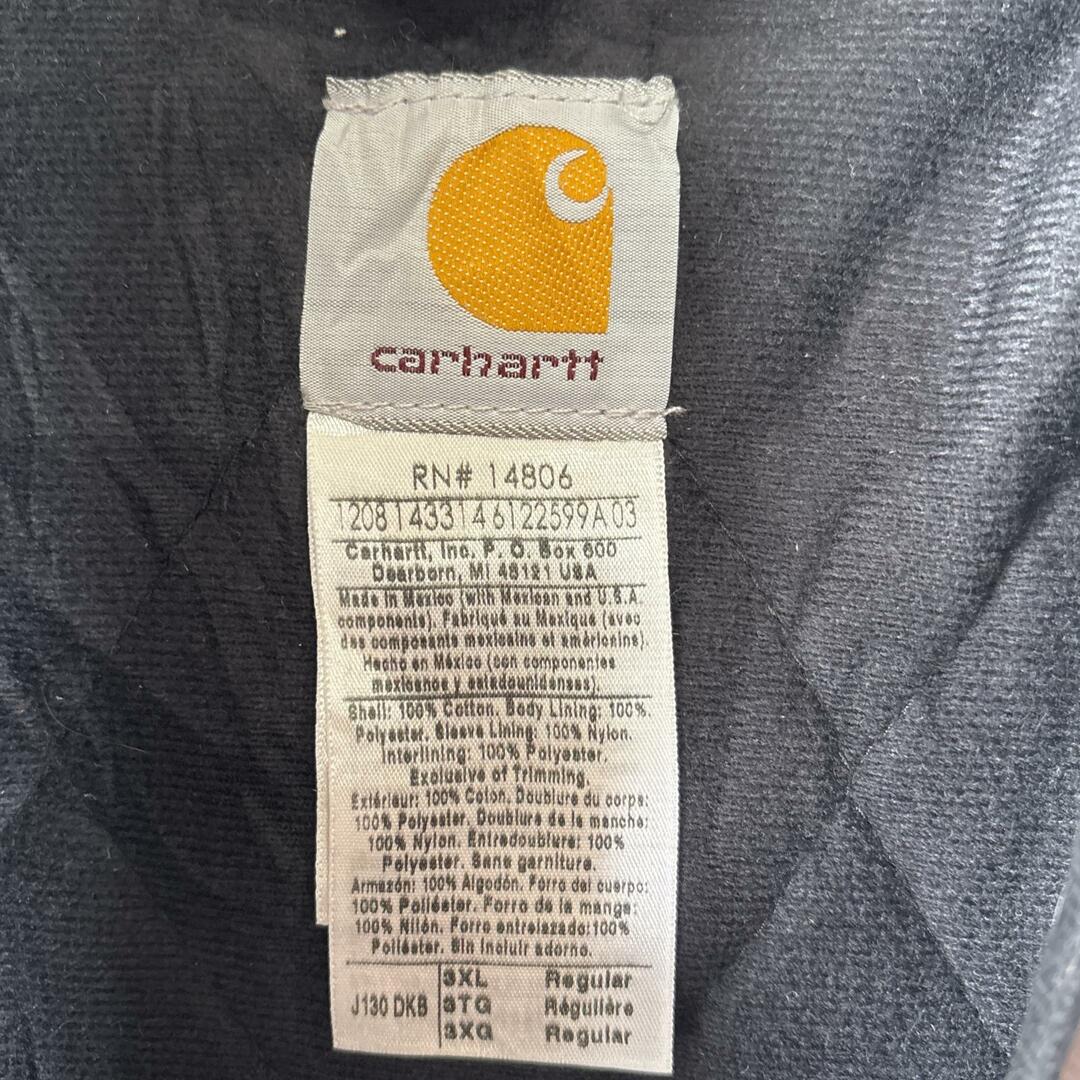 carhartt
RN# 14806
12081433146122599A03
Carhartt, Inc. P. O. Box 600
Dearborn, MI 48121 USA
Made in Mexico (with Mexican and U.S.A.
components). Fabriqué au Mexique (avec
des composants mexicains et américains).
Hecho en México (con componentes
mexicanos y estadounidenses).
Shell: 100% Cotton. Body Lining: 100%.
Polyester. Sleeve Lining: 100% Nylon.
Interlining: 100% Polyester.
Exclusive of Trimming.
Extérieur: 100% Coton. Doublure du corps:
100% Polyester. Doublure de la manche:
100% Nylon. Entredoublure: 100%
Polyester. Sans garniture.
Armazón: 100% Algodón. Forro del cuerpo:
100% Poliéster. Forro de la manga:
100% Nilón. Forro entrelazado:100%
Poliéster. Sin incluir adorno.
J130 DKB 3XL Regular
3TG Régulière
3XG Regular